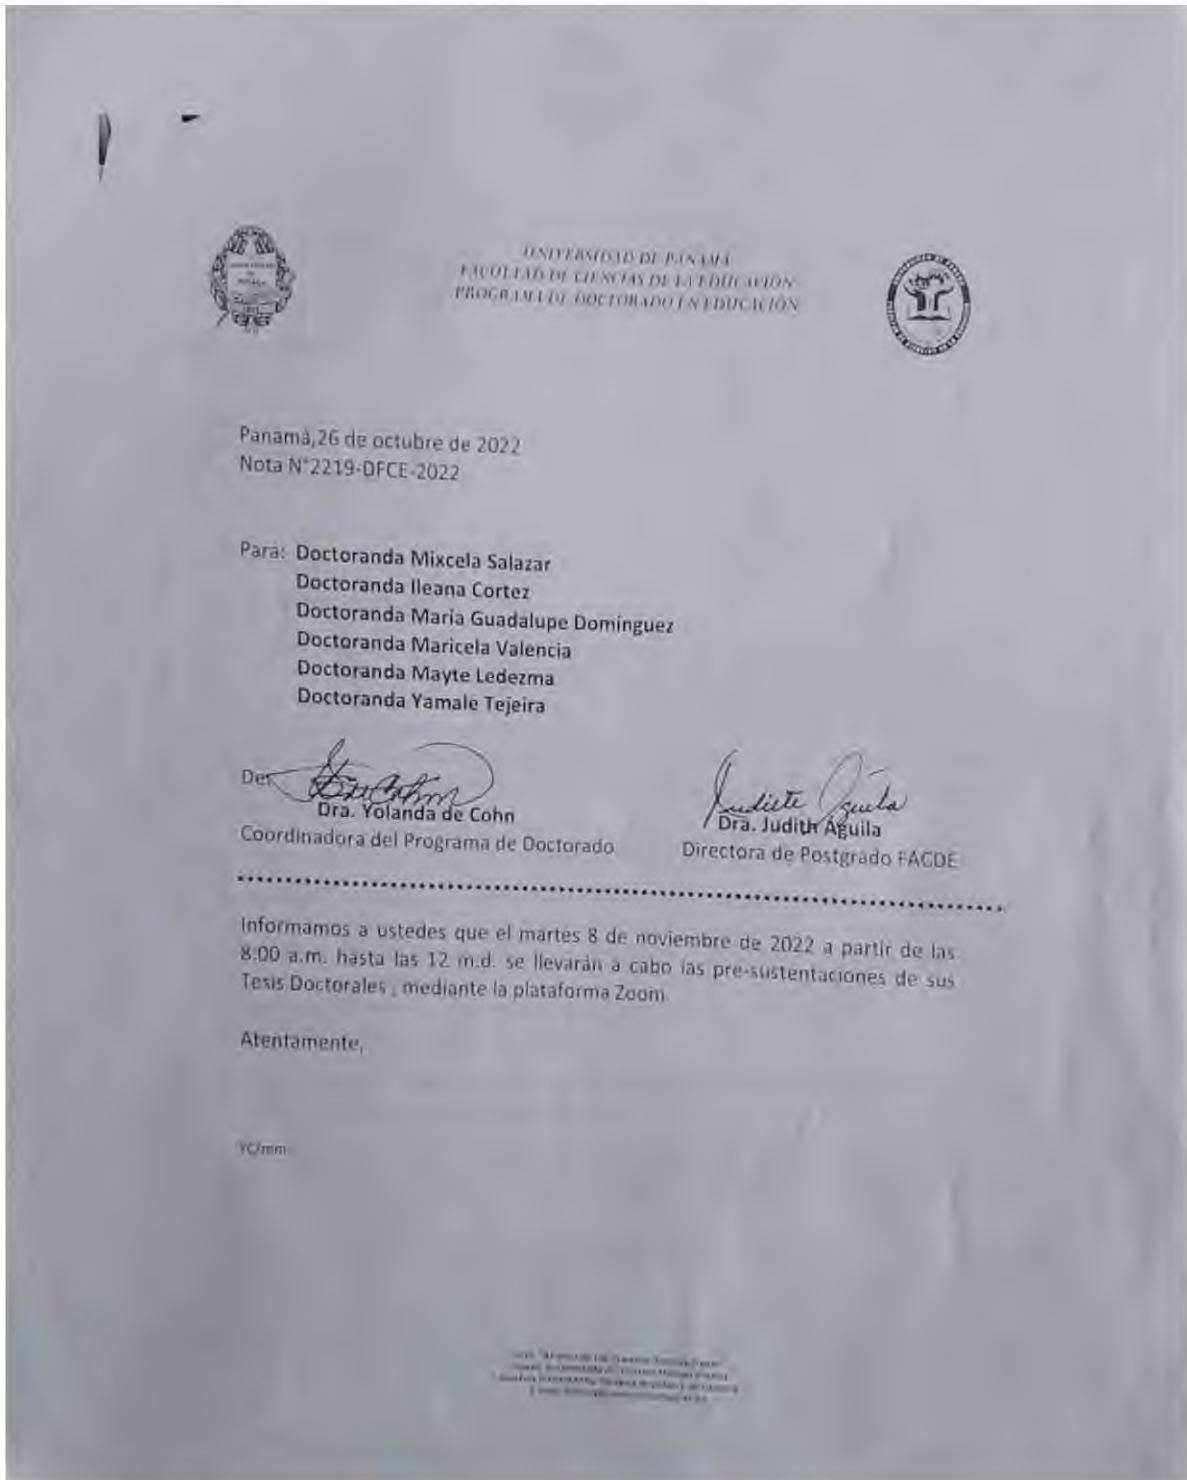 UNIVERSIDAD DE PANAMÁ
FACULTAD DE CIENCIAS DE LA EDUCACIÓN
PROGRAMA DE DOCTORADO EN EDUCACIÓN
Panamá,26 de octubre de 2022
Nota N°2219-DFCE-2022
Para: Doctoranda Mixcela Salazar
Doctoranda Ileana Cortez
Doctoranda Maria Guadalupe Domínguez
Doctoranda Maricela Valencia
Doctoranda Mayte Ledezma
Doctoranda Yamale Tejeira
De:
Dra. Yolanda de Cohn
Coordinadora del Programa de Doctorado
Dra. Judith Águila
Directora de Postgrado FACDE
Informamos a ustedes que el martes 8 de noviembre de 2022 a partir de las
8:00 a.m. hasta las 12 m.d. se llevarán a cabo las pre-sustentaciones de sus
Tesis Doctorales , mediante la plataforma Zoom.
Atentamente,
YC/mm